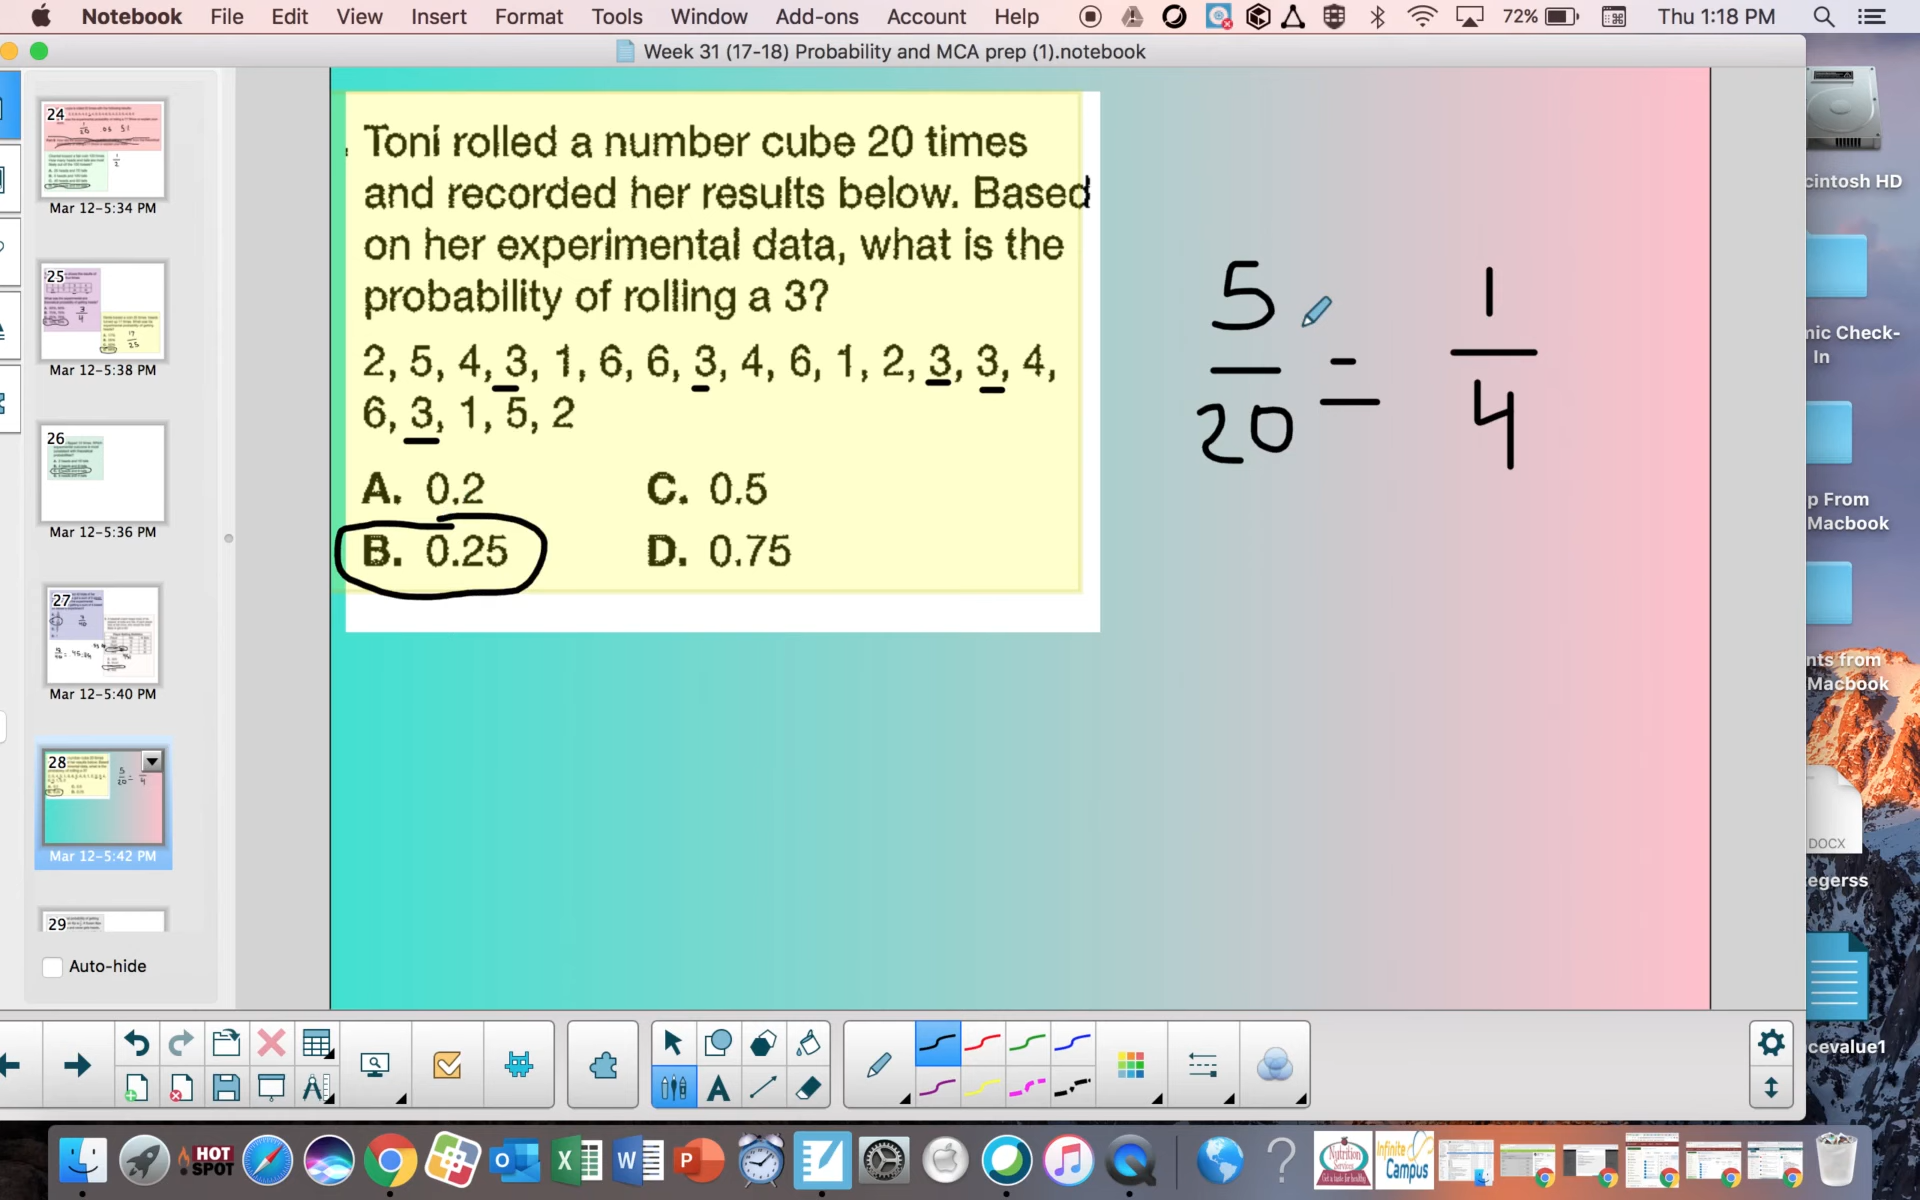 Notebook File Edit View Insert Format Tools Window Add-ons Account Help 72% Thu 1:18 PM
Week 31 (17-18) Probability and MCA prep (1).notebook
24
Mar 12-5:34 PM
25
Mar 12-5:38 PM
26
Mar 12-5:36 PM
27
Mar 12-5:40 PM
28
Mar 12-5:42 PM
29
Auto-hide
Toni rolled a number cube 20 times
and recorded her results below. Based
on her experimental data, what is the
probability of rolling a 3?
2, 5, 4, 3, 1, 6, 6, 3, 4, 6, 1, 2, 3, 3, 4,
6, 3, 1, 5, 2
A. 0.2 C. 0.5
B. 0.25 D. 0.75
5/20 = 1/4
cintosh HD
mic Check-
In
p From
Macbook
nts from
Macbook
DOCX
egerss
cevalue1
HOT
SPOT
Nutrition
Services
Infinite
Campus